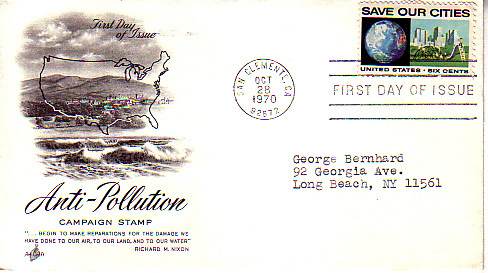 First Day
of Issue
Anti-Pollution
CAMPAIGN STAMP
"... BEGIN TO MAKE REPARATIONS FOR THE DAMAGE WE
HAVE DONE TO OUR AIR, TO OUR LAND, AND TO OUR WATER"
RICHARD M. NIXON
SAN CLEMENTE, CA
OCT
28
1970
92672
SAVE OUR CITIES
UNITED STATES • SIX CENTS
FIRST DAY OF ISSUE
George Bernhard
92 Georgia Ave.
Long Beach, NY 11561